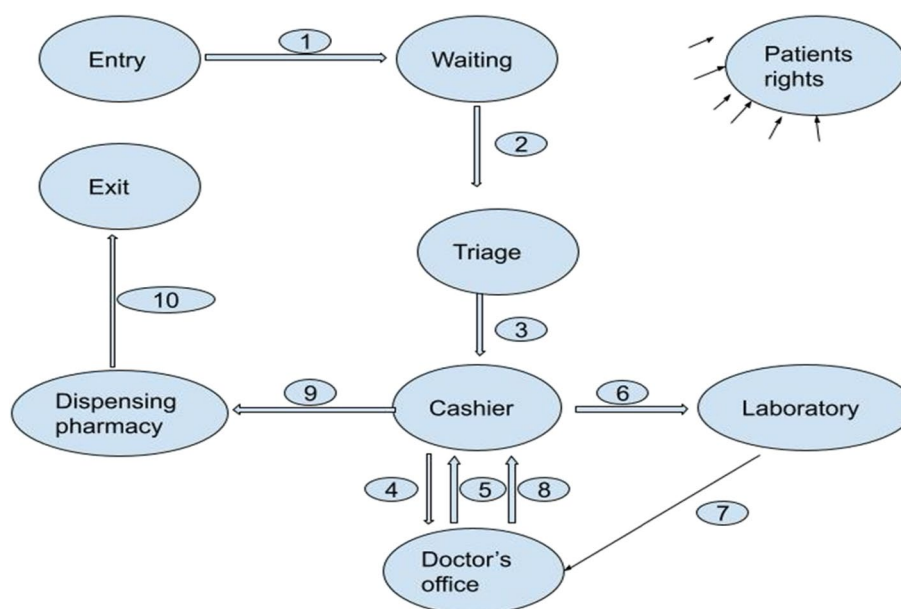 Entry
1
Waiting
Patients
rights
2
Exit
Triage
10
3
Dispensing
pharmacy
9
Cashier
6
Laboratory
4
5
8
7
Doctor's
office